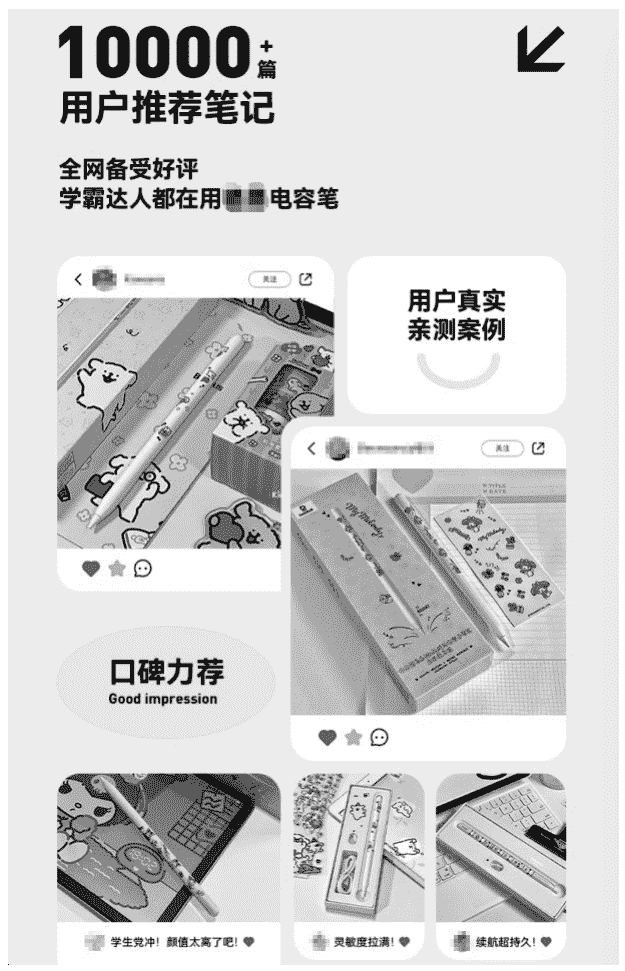 10000+篇
用户推荐笔记
全网备受好评
学霸达人都在用 电容笔
关注
用户真实
亲测案例
关注
My Melody
口碑力荐
Good impression
学生党冲!颜值太离了吧!
灵敏度拉满!
续航超持久!